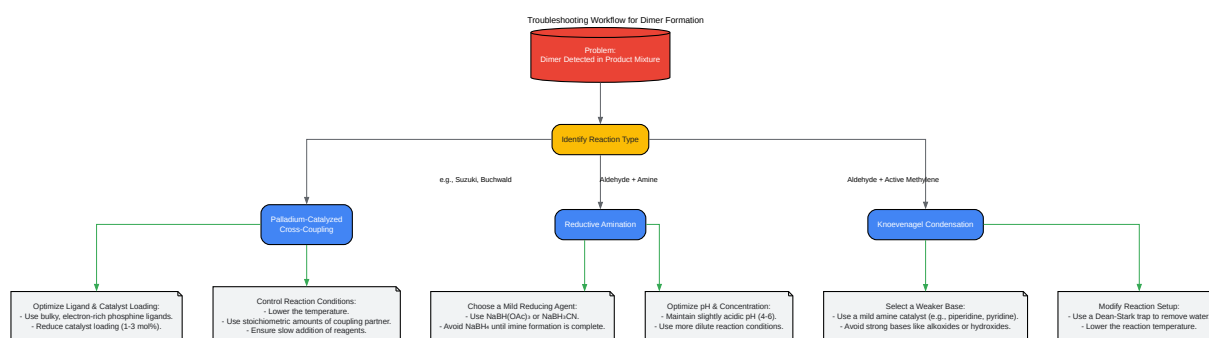 Troubleshooting Workflow for Dimer Formation
Problem:
Dimer Detected in Product Mixture
Identify Reaction Type
e.g., Suzuki, Buchwald
Aldehyde + Amine
Aldehyde + Active Methylene
Palladium-Catalyzed
Cross-Coupling
Reductive Amination
Knoevenagel Condensation
Optimize Ligand & Catalyst Loading:
- Use bulky, electron-rich phosphine ligands.
- Reduce catalyst loading (1-3 mol%).
Control Reaction Conditions:
- Lower the temperature.
- Use stoichiometric amounts of coupling partner.
- Ensure slow addition of reagents.
Choose a Mild Reducing Agent:
- Use NaBH(OAc)₃ or NaBH₃CN.
- Avoid NaBH₄ until imine formation is complete.
Optimize pH & Concentration:
- Maintain slightly acidic pH (4-6).
- Use more dilute reaction conditions.
Select a Weaker Base:
- Use a mild amine catalyst (e.g., piperidine, pyridine).
- Avoid strong bases like alkoxides or hydroxides.
Modify Reaction Setup:
- Use a Dean-Stark trap to remove water
- Lower the reaction temperature.